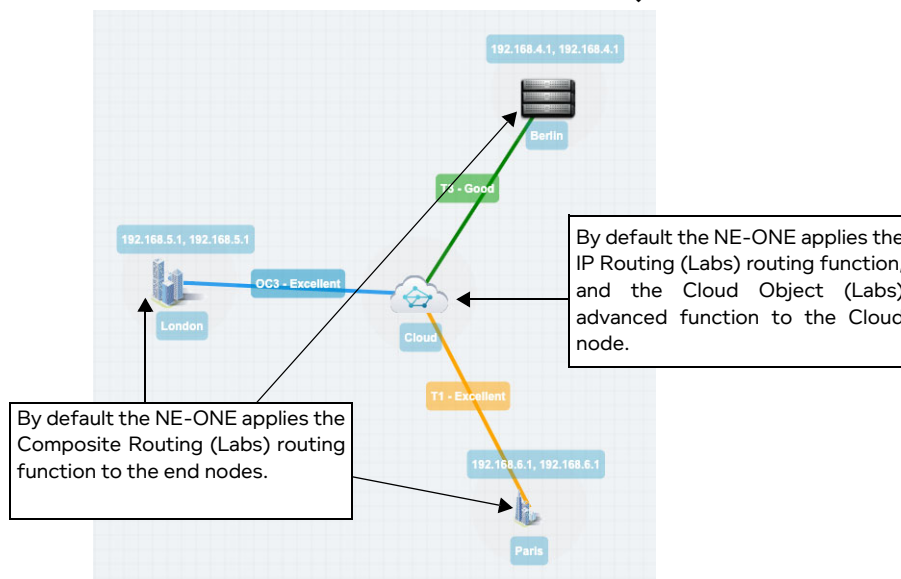 192.168.4.1, 192.168.4.1
Berlin
T3 - Good
192.168.5.1, 192.168.5.1
OC3 - Excellent
London
Cloud
By default the NE-ONE applies the
IP Routing (Labs) routing function,
and the Cloud Object (Labs)
advanced function to the Cloud
node.
T1 - Excellent
By default the NE-ONE applies the
Composite Routing (Labs) routing
function to the end nodes.
192.168.6.1, 192.168.6.1
Paris